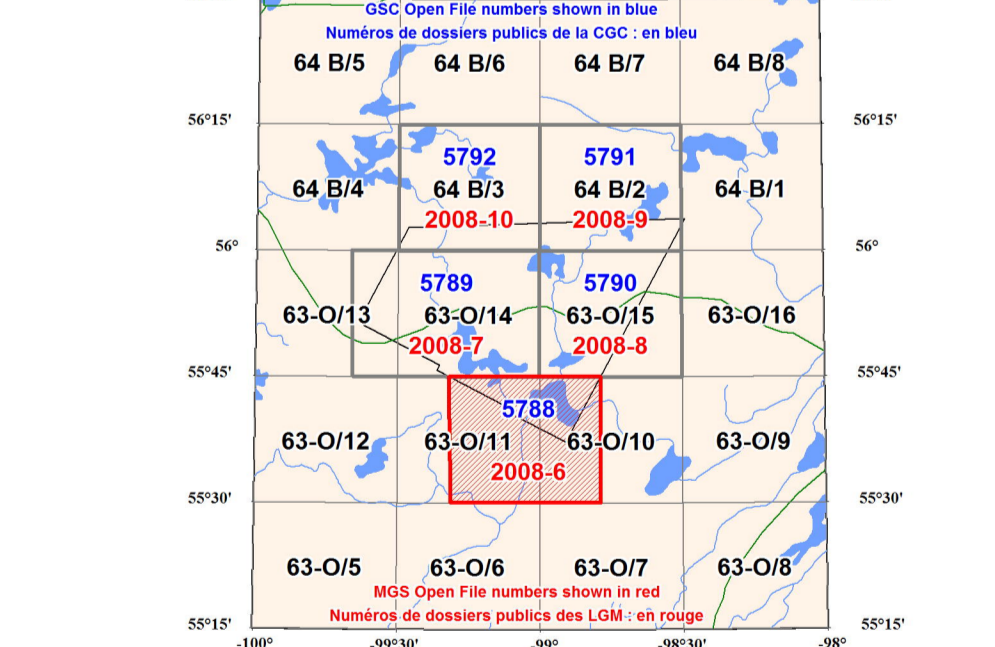 GSC Open File numbers shown in blue
Numéros de dossiers publics de la CGC : en bleu
64 B/5 64 B/6 64 B/7 64 B/8
56°15' 56°15'
5792 5791
64 B/4 64 B/3 64 B/2 64 B/1
2008-10 2008-9
56° 56°
5789 5790
63-O/13 63-O/14 63-O/15 63-O/16
2008-7 2008-8
55°45' 55°45'
5788
63-O/12 63-O/11 63-O/10 63-O/9
2008-6
55°30' 55°30'
63-O/5 63-O/6 63-O/7 63-O/8
MGS Open File numbers shown in red
Numéros de dossiers publics des LGM : en rouge
55°15' 55°15'
-100° -99°30' -99° -98°30' -98°